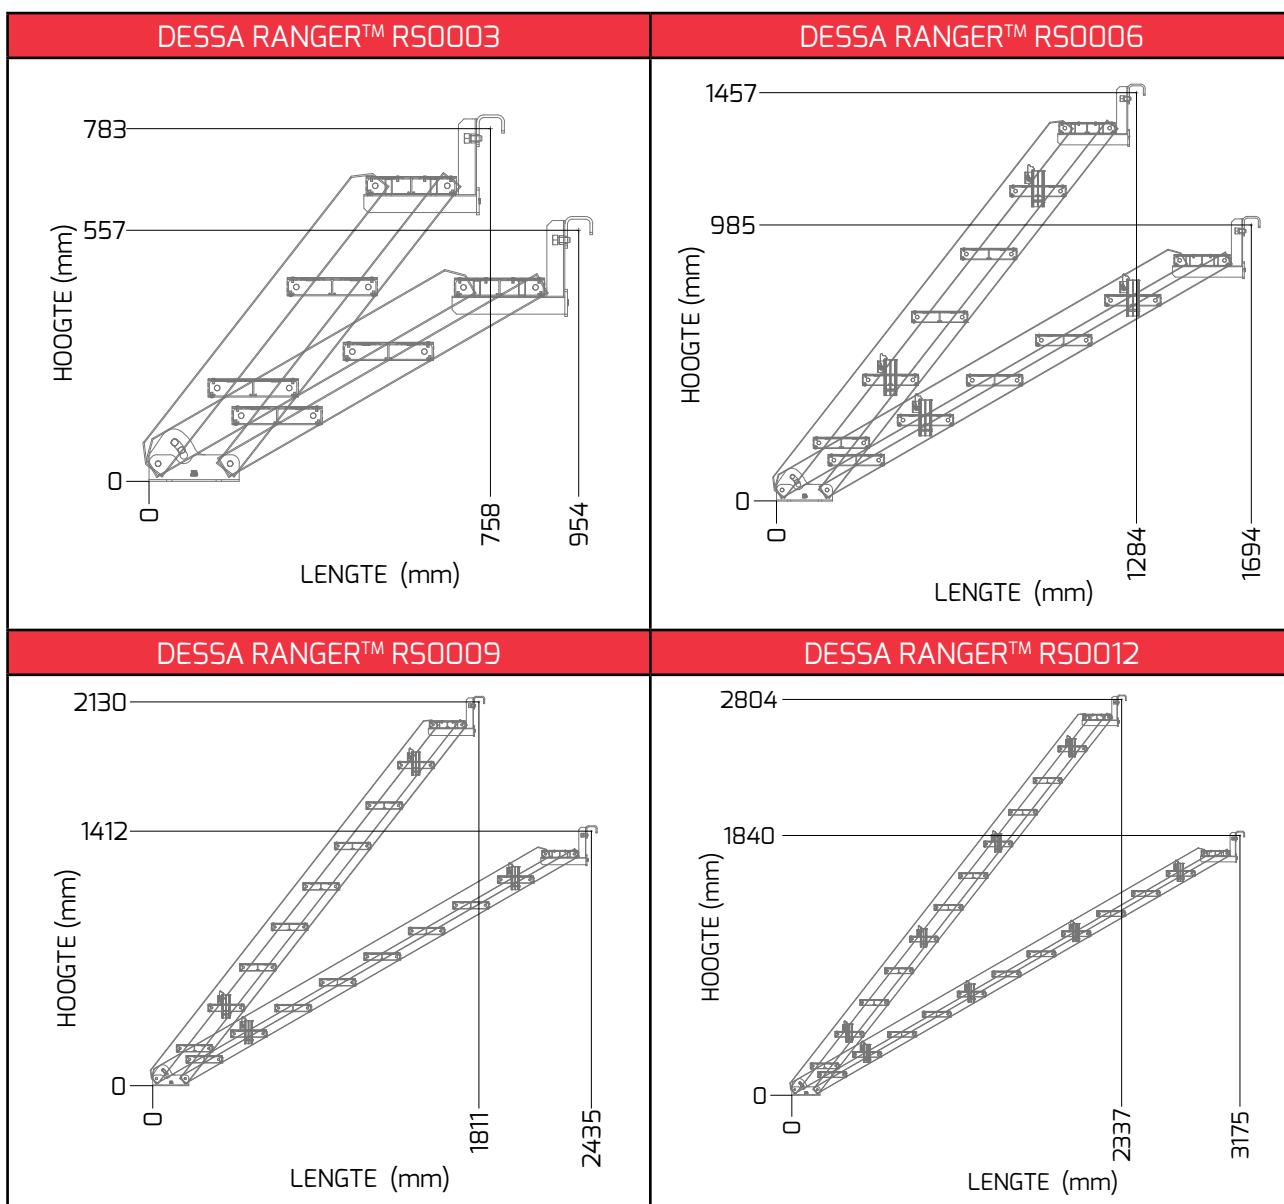 DESSA RANGER™ RS0003
783
557
0
HOOGTE (mm)
0
758
954
LENGTE (mm)
DESSA RANGER™ RS0006
1457
985
0
HOOGTE (mm)
0
1284
1694
LENGTE (mm)
DESSA RANGER™ RS0009
2130
1412
0
HOOGTE (mm)
0
1811
2435
LENGTE (mm)
DESSA RANGER™ RS0012
2804
1840
0
HOOGTE (mm)
0
2337
3175
LENGTE (mm)